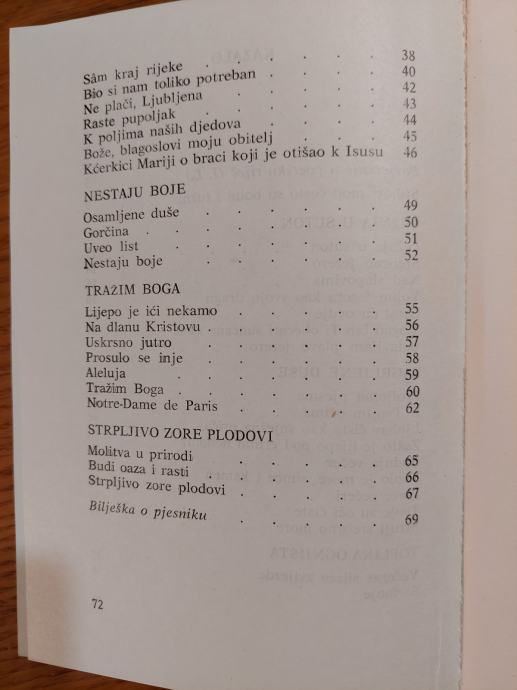 Sâm kraj rijeke . . . . . . 38
Bio si nam toliko potreban . . . . 40
Ne plači, Ljubljena . . . . . 42
Raste pupoljak . . . . . . 43
K poljima naših djedova . . . . 44
Bože, blagoslovi moju obitelj . . . . 45
Kćerkici Mariji o braci koji je otišao k Isusu 46
NESTAJU BOJE
Osamljene duše . . . . . . 49
Gorčina . . . . . . . 50
Uveo list . . . . . . 51
Nestaju boje . . . . . . 52
TRAŽIM BOGA
Lijepo je ići nekamo . . . . . 55
Na dlanu Kristovu . . . . . . 56
Uskrsno jutro . . . . . . 57
Prosulo se inje . . . . . . 58
Aleluja . . . . . . 59
Tražim Boga . . . . . . 60
Notre-Dame de Paris . . . . . 62
STRPLJIVO ZORE PLODOVI
Molitva u prirodi . . . . . 65
Budi oaza i rasti . . . . . . 66
Strpljivo zore plodovi . . . . . 67
Bilješka o pjesniku . . . . . 69
72